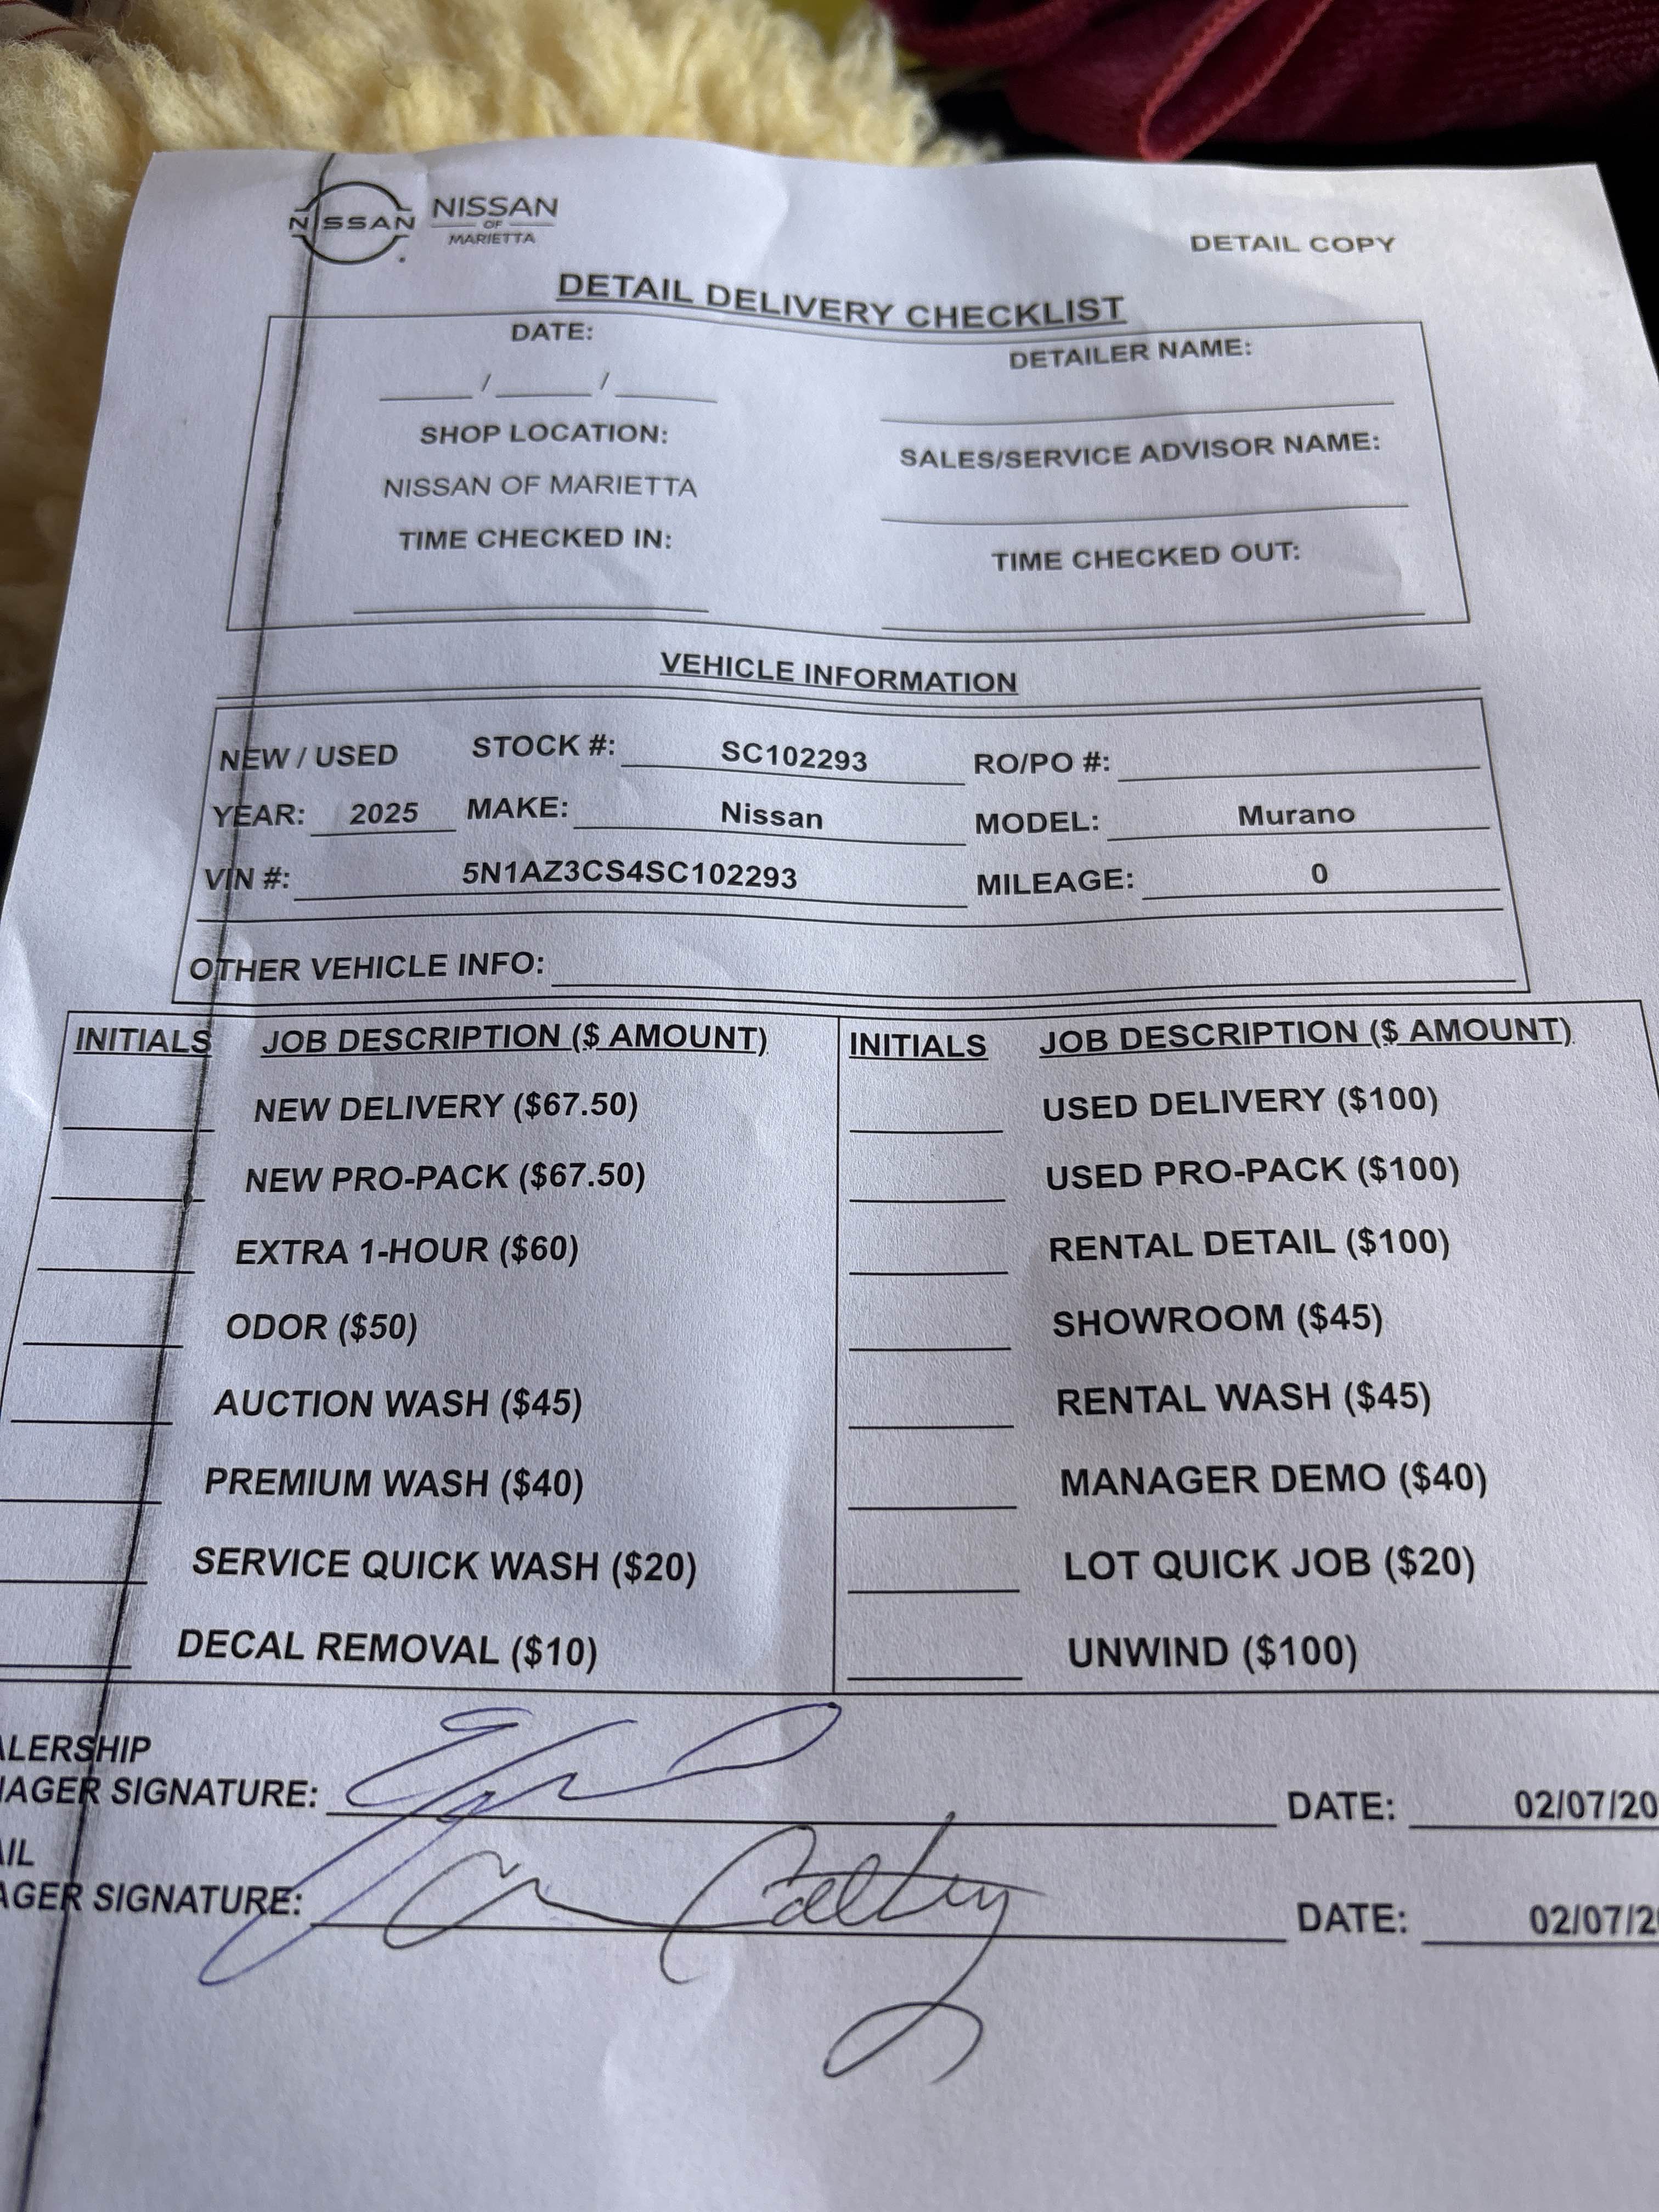 NISSAN NISSAN
OF
MARIETTA
DETAIL COPY
DETAIL DELIVERY CHECKLIST
DATE: DETAILER NAME:
___/___/___
SHOP LOCATION: SALES/SERVICE ADVISOR NAME:
NISSAN OF MARIETTA
TIME CHECKED IN: TIME CHECKED OUT:
VEHICLE INFORMATION
NEW / USED STOCK #: SC102293 RO/PO #:
YEAR: 2025 MAKE: Nissan MODEL: Murano
VIN #: 5N1AZ3CS4SC102293 MILEAGE: 0
OTHER VEHICLE INFO:
INITIALS JOB DESCRIPTION ($ AMOUNT) INITIALS JOB DESCRIPTION ($ AMOUNT)
NEW DELIVERY ($67.50) USED DELIVERY ($100)
NEW PRO-PACK ($67.50) USED PRO-PACK ($100)
EXTRA 1-HOUR ($60) RENTAL DETAIL ($100)
ODOR ($50) SHOWROOM ($45)
AUCTION WASH ($45) RENTAL WASH ($45)
PREMIUM WASH ($40) MANAGER DEMO ($40)
SERVICE QUICK WASH ($20) LOT QUICK JOB ($20)
DECAL REMOVAL ($10) UNWIND ($100)
ALERSHIP
NAGER SIGNATURE: DATE: 02/07/20
AIL
AGER SIGNATURE: DATE: 02/07/2